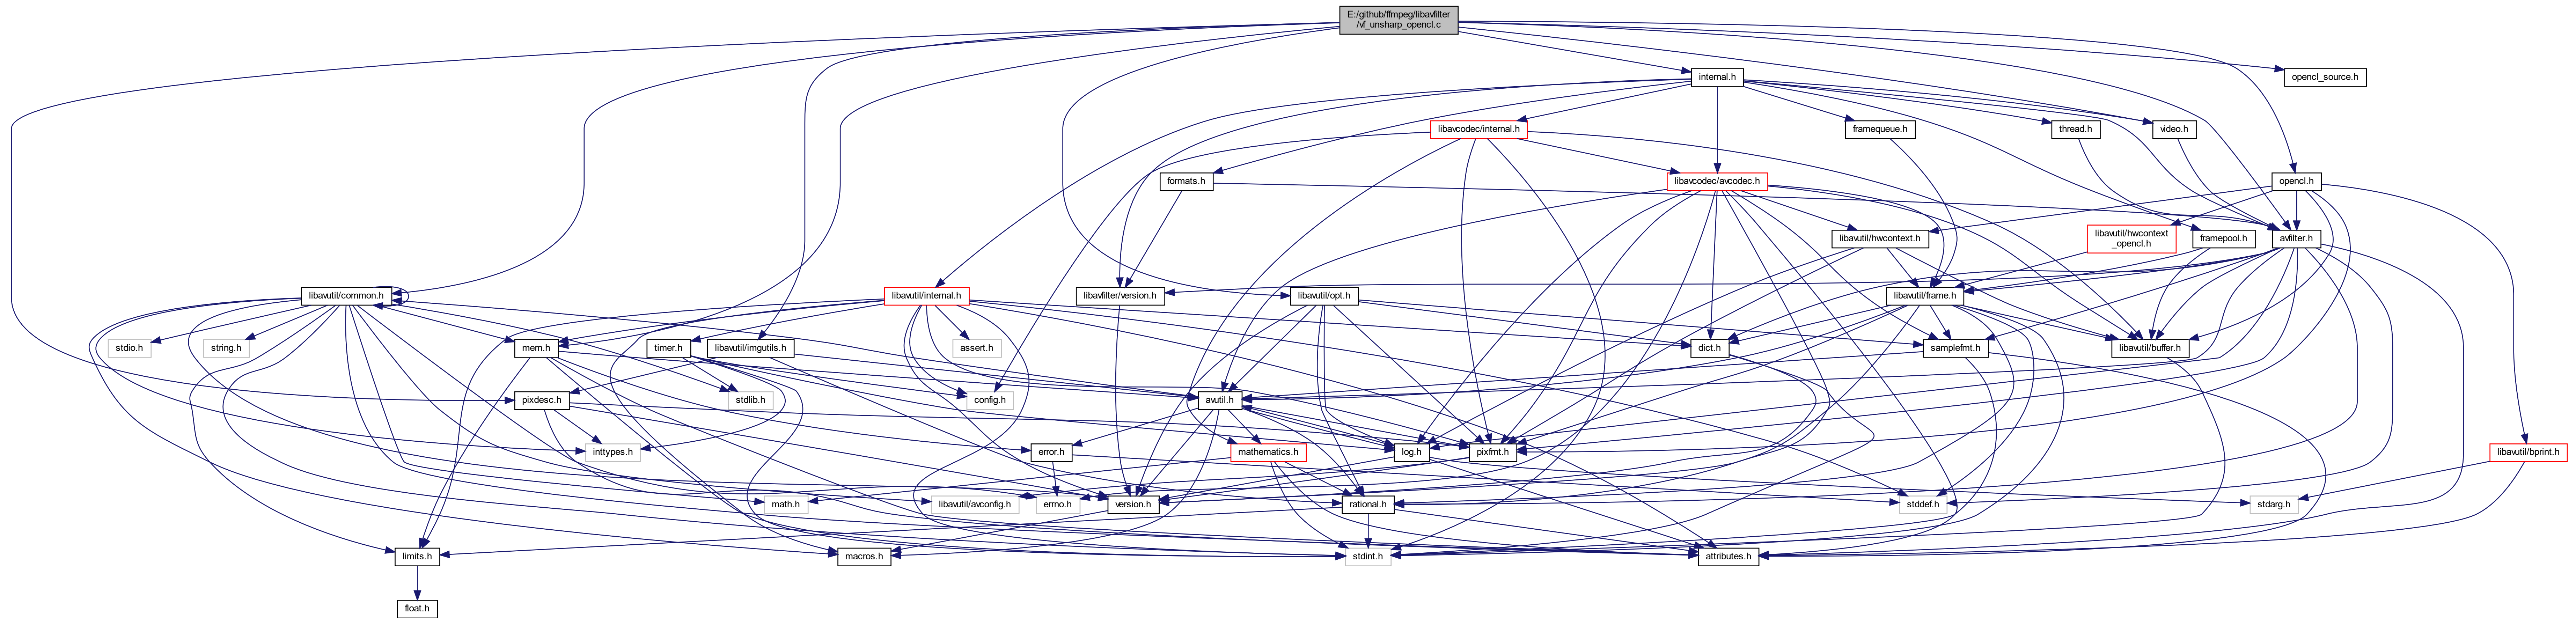 E:/github/ffmpeg/libavfilter
/vf_unsharp_opencl.c
internal.h
opencl_source.h
libavcodec/internal.h
framequeue.h
thread.h
video.h
formats.h
libavcodec/avcodec.h
opencl.h
libavutil/hwcontext.h
libavutil/hwcontext
_opencl.h
framepool.h
avfilter.h
libavutil/common.h
libavutil/internal.h
libavfilter/version.h
libavutil/opt.h
libavutil/frame.h
stdio.h
string.h
mem.h
timer.h
libavutil/imgutils.h
assert.h
dict.h
samplefmt.h
libavutil/buffer.h
pixdesc.h
stdlib.h
config.h
avutil.h
inttypes.h
error.h
mathematics.h
log.h
pixfmt.h
libavutil/bprint.h
math.h
libavutil/avconfig.h
errno.h
version.h
rational.h
stddef.h
stdarg.h
limits.h
macros.h
stdint.h
attributes.h
float.h